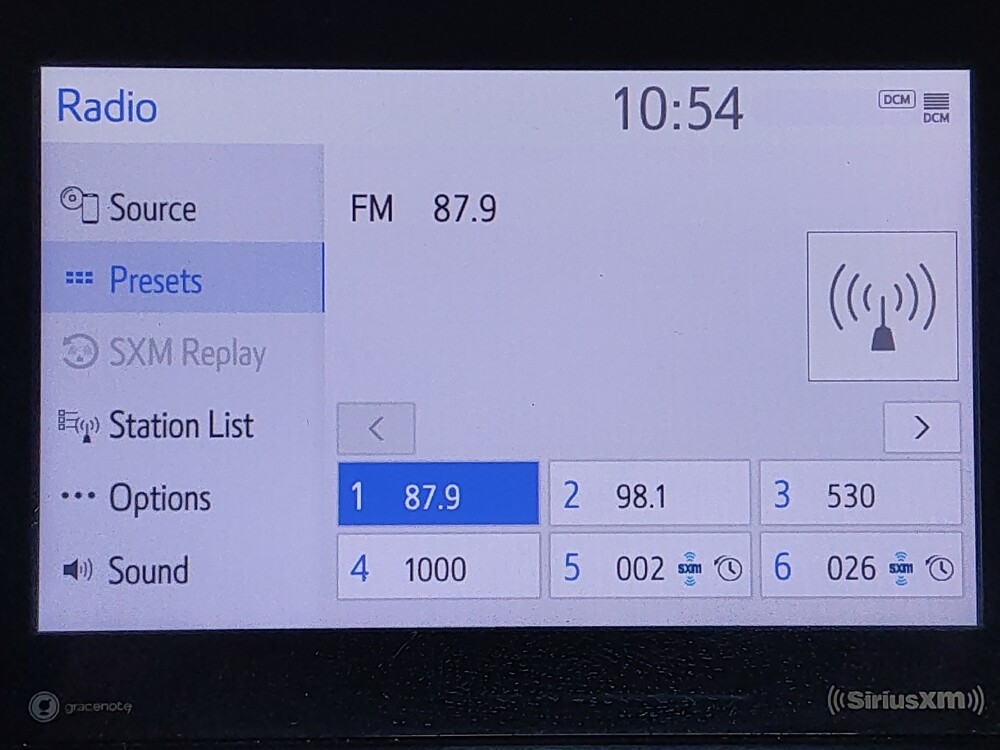 Radio
10:54
DCM
DCM
Source
FM 87.9
Presets
SXM Replay
Station List
< >
Options
1 87.9
2 98.1
3 530
Sound
4 1000
5 002 sxm
6 026 sxm
gracenote
((SiriusXM))